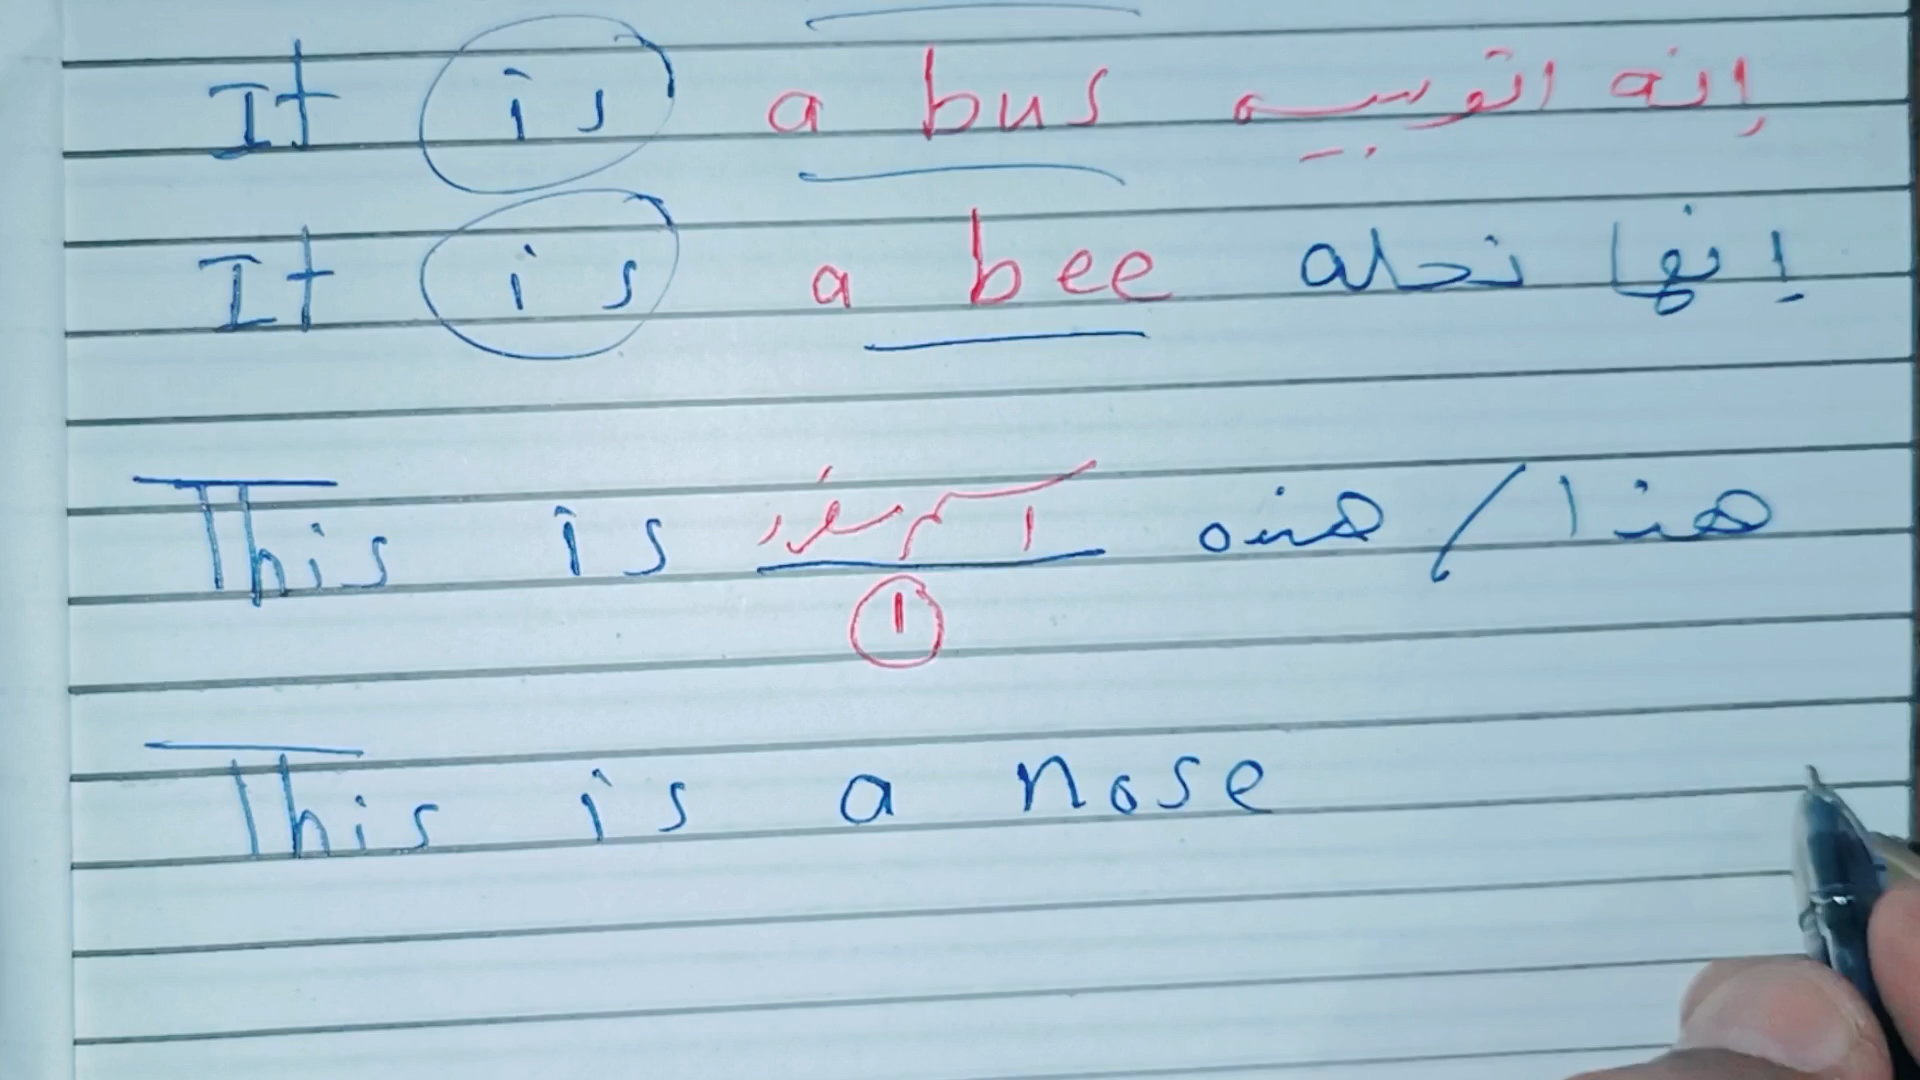 It is a bus إنه اتوبيس
It is a bee إنها نحله
This is اسم مفرد هذا / هذه
1
This is a nose